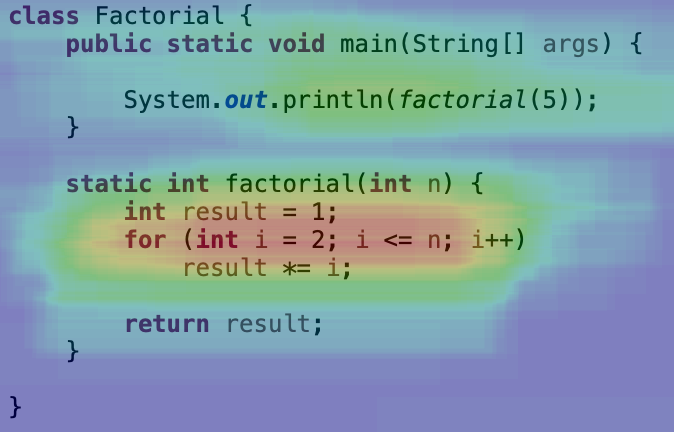 class Factorial {
    public static void main(String[] args) {
        System.out.println(factorial(5));
    }
    static int factorial(int n) {
        int result = 1;
        for (int i = 2; i <= n; i++)
            result *= i;
        return result;
    }
}